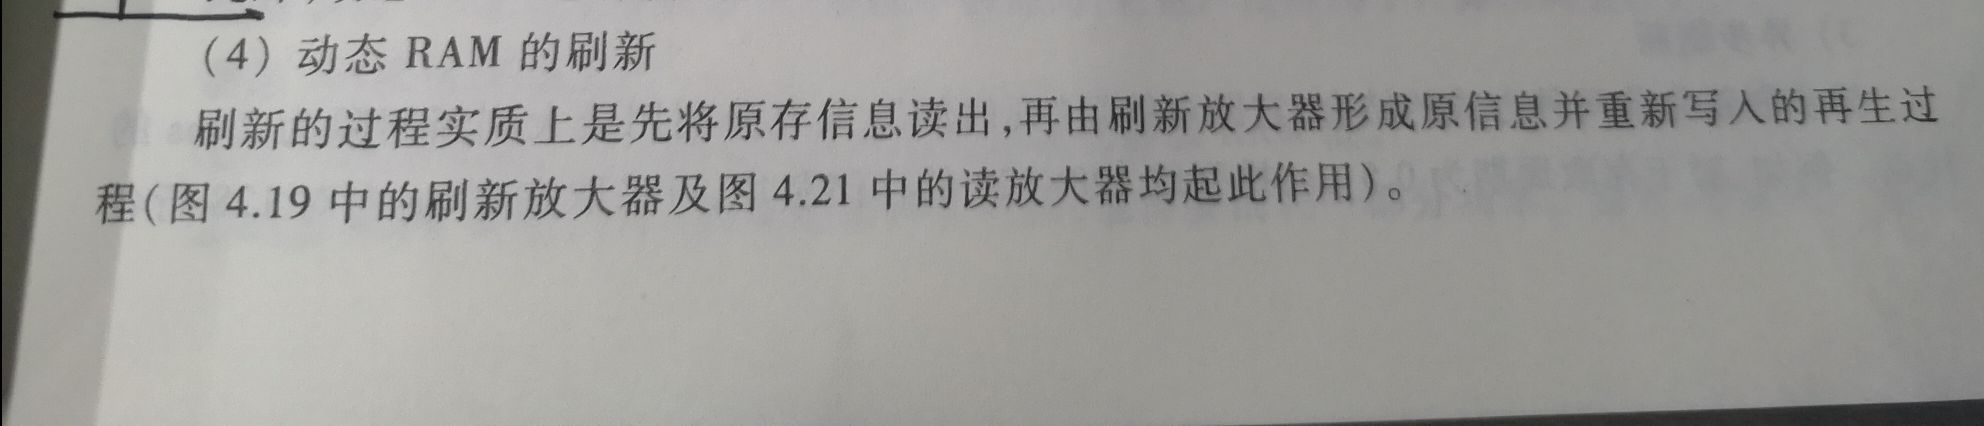 (4) 动态 RAM 的刷新
刷新的过程实质上是先将原存信息读出,再由刷新放大器形成原信息并重新写入的再生过
程(图 4.19 中的刷新放大器及图 4.21 中的读放大器均起此作用)。